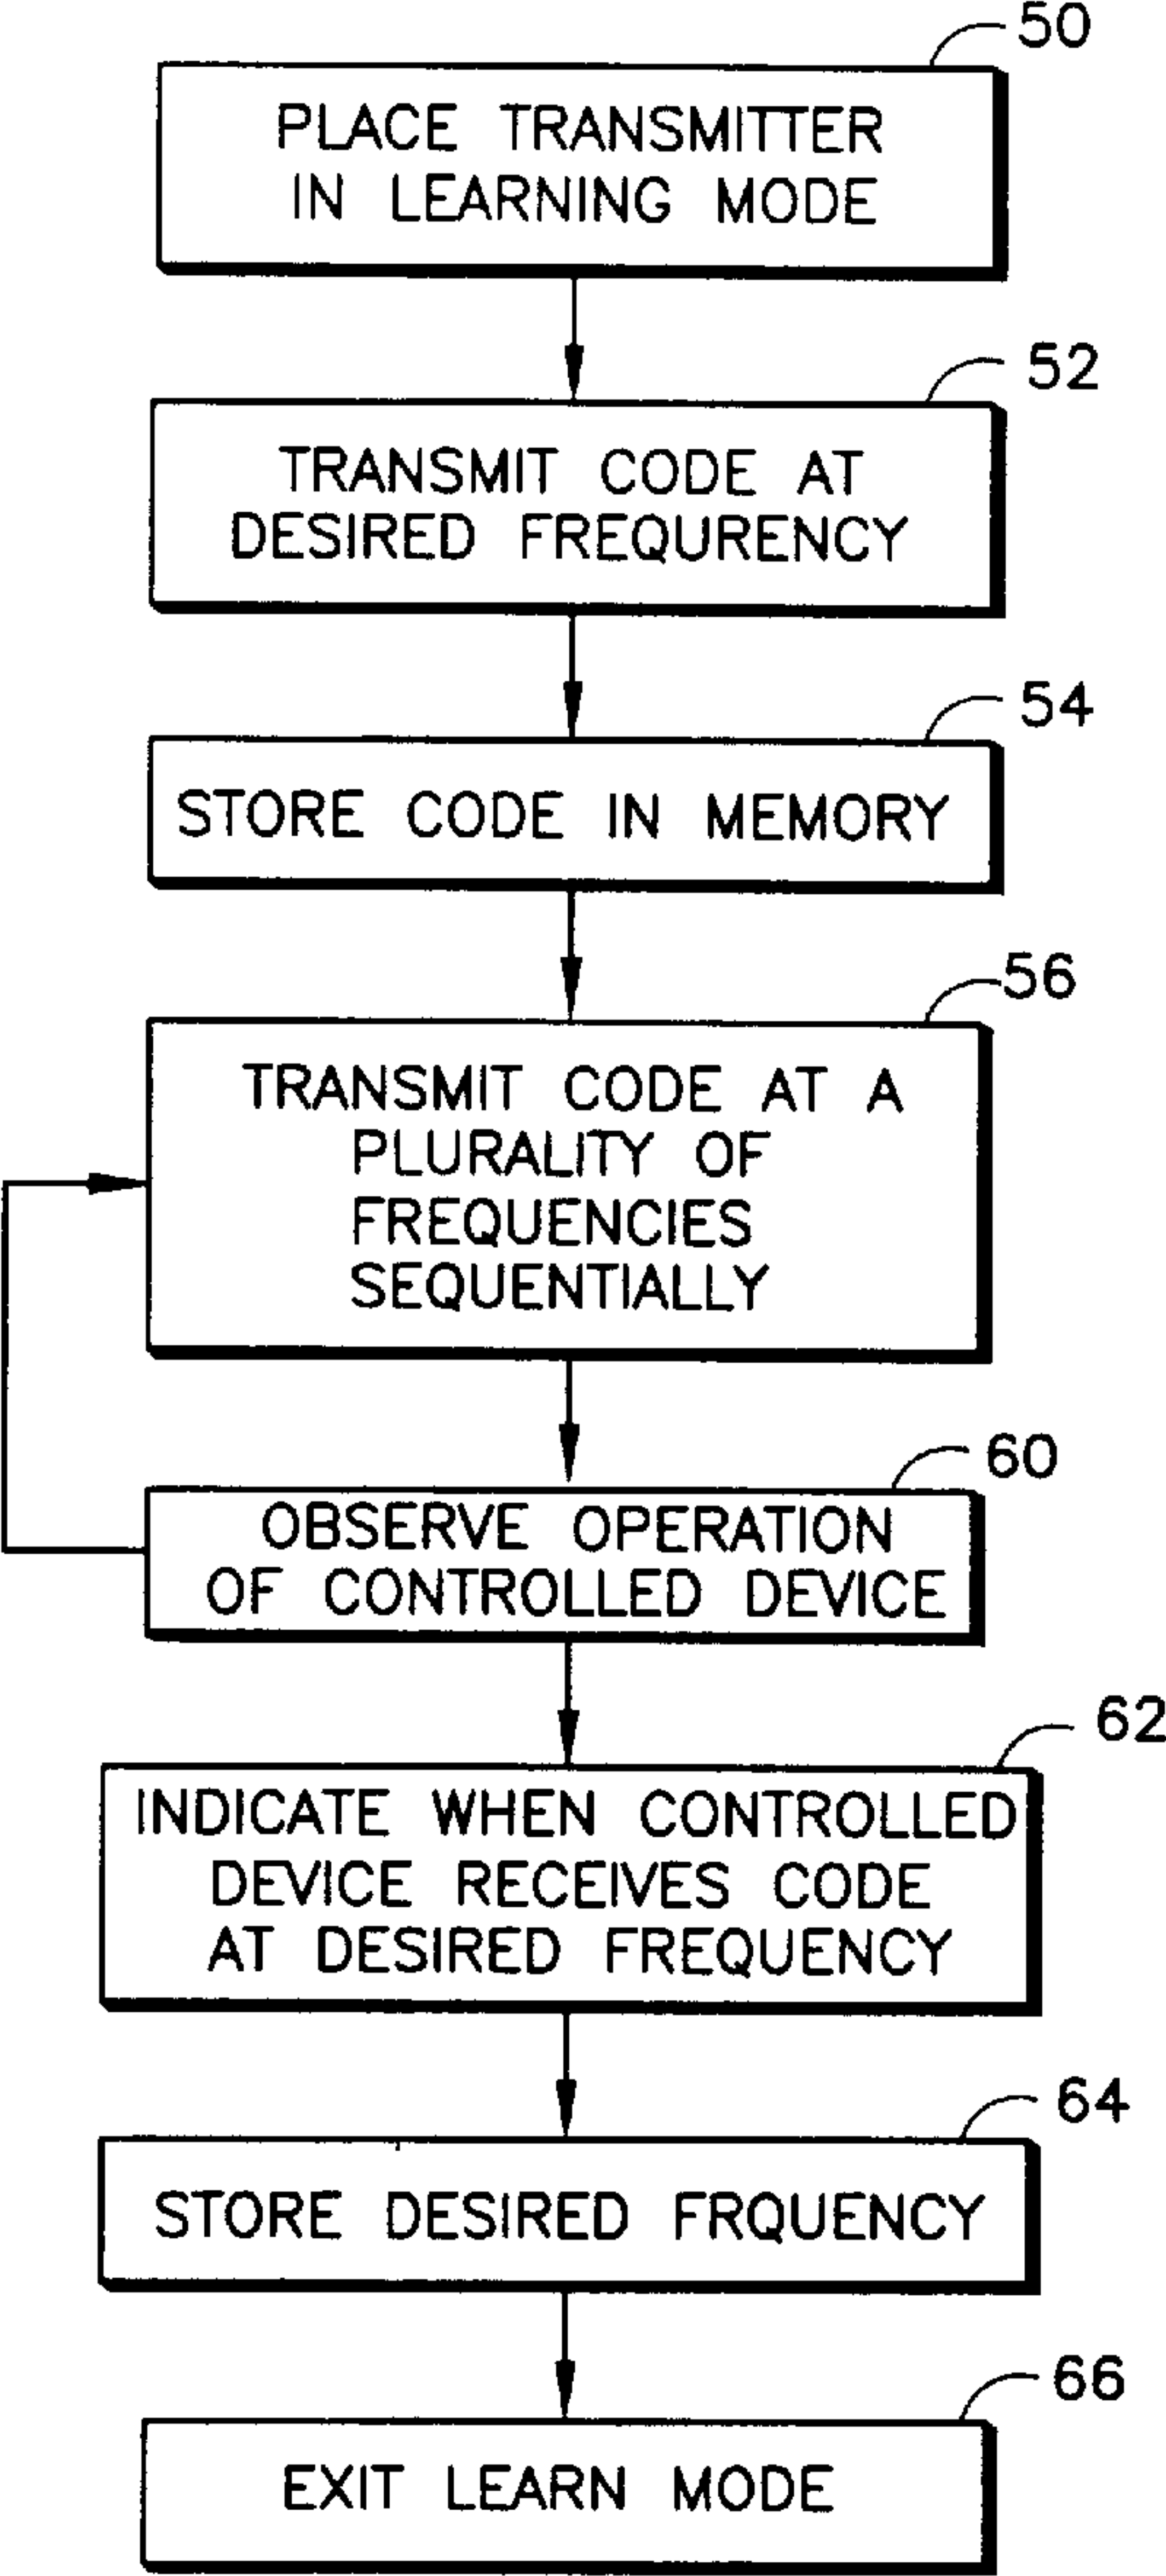 50
PLACE TRANSMITTER
IN LEARNING MODE
52
TRANSMIT CODE AT
DESIRED FREQURENCY
54
STORE CODE IN MEMORY
56
TRANSMIT CODE AT A
PLURALITY OF
FREQUENCIES
SEQUENTIALLY
60
OBSERVE OPERATION
OF CONTROLLED DEVICE
62
INDICATE WHEN CONTROLLED
DEVICE RECEIVES CODE
AT DESIRED FREQUENCY
64
STORE DESIRED FRQUENCY
66
EXIT LEARN MODE